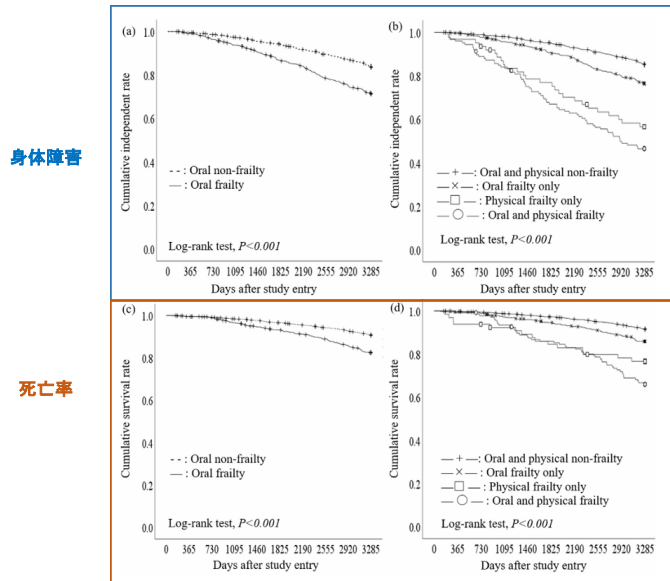 身体障害
(a)
Cumulative independent rate
1.0
0.8
0.6
0.4
0.2
0.0
- - : Oral non-frailty
— : Oral frailty
Log-rank test, P<0.001
0 365 730 1095 1460 1825 2190 2555 2920 3285
Days after study entry
(b)
Cumulative independent rate
1.0
0.8
0.6
0.4
0.2
0.0
—+—: Oral and physical non-frailty
—×—: Oral frailty only
—□— : Physical frailty only
—○— : Oral and physical frailty
Log-rank test, P<0.001
0 365 730 1095 1460 1825 2190 2555 2920 3285
Days after study entry
死亡率
(c)
Cumulative survival rate
1.0
0.8
0.6
0.4
0.2
0.0
- - : Oral non-frailty
— : Oral frailty
Log-rank test, P<0.001
0 365 730 1095 1460 1825 2190 2555 2920 3285
Days after study entry
(d)
Cumulative survival rate
1.0
0.8
0.6
0.4
0.2
0.0
—+—: Oral and physical non-frailty
—×—: Oral frailty only
—□— : Physical frailty only
—○— : Oral and physical frailty
Log-rank test, P<0.001
0 365 730 1095 1460 1825 2190 2555 2920 3285
Days after study entry